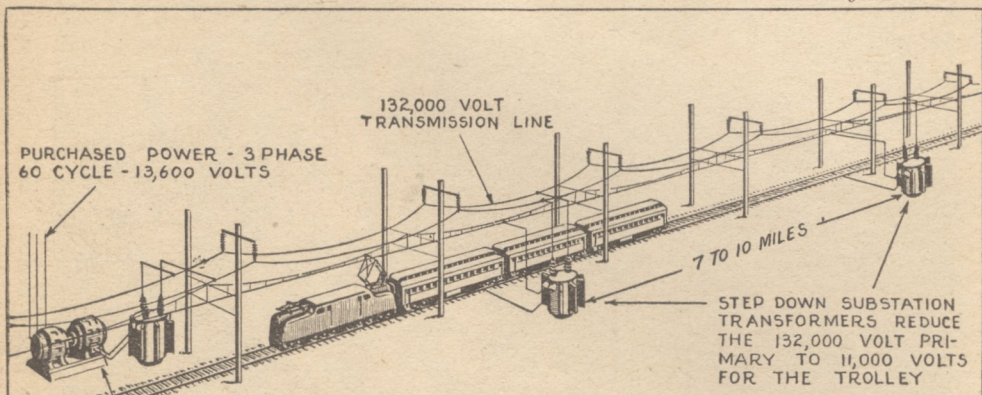 132,000 VOLT
TRANSMISSION LINE
PURCHASED POWER - 3 PHASE
60 CYCLE - 13,600 VOLTS
7 TO 10 MILES
STEP DOWN SUBSTATION
TRANSFORMERS REDUCE
THE 132,000 VOLT PRI-
MARY TO 11,000 VOLTS
FOR THE TROLLEY